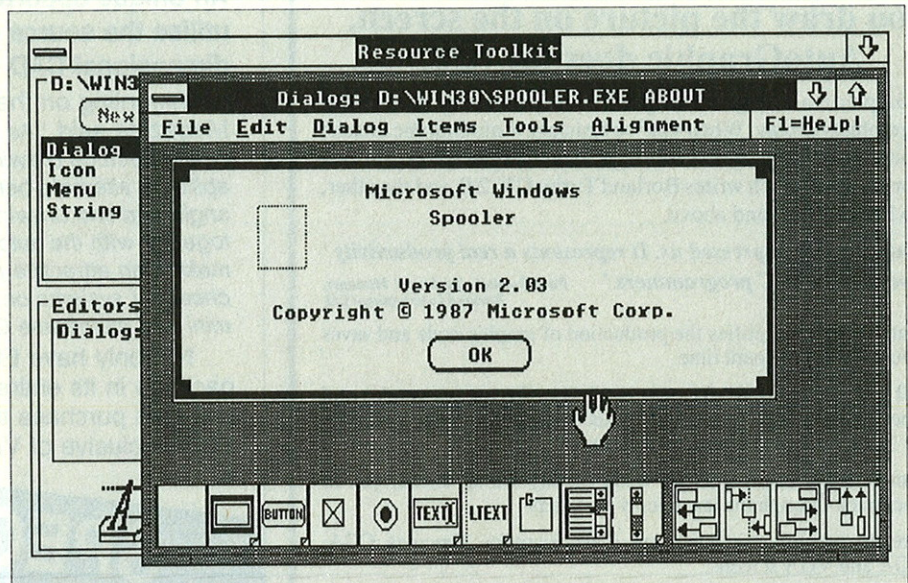 Resource Toolkit
D:\WIN3
New
Dialog: D:\WIN30\SPOOLER.EXE ABOUT
File Edit Dialog Items Tools Alignment F1=Help!
Dialog
Icon
Menu
String
Microsoft Windows
Spooler
Version 2.03
Copyright © 1987 Microsoft Corp.
OK
Editors
Dialog:
BUTTON
TEXT
LTEXT
G